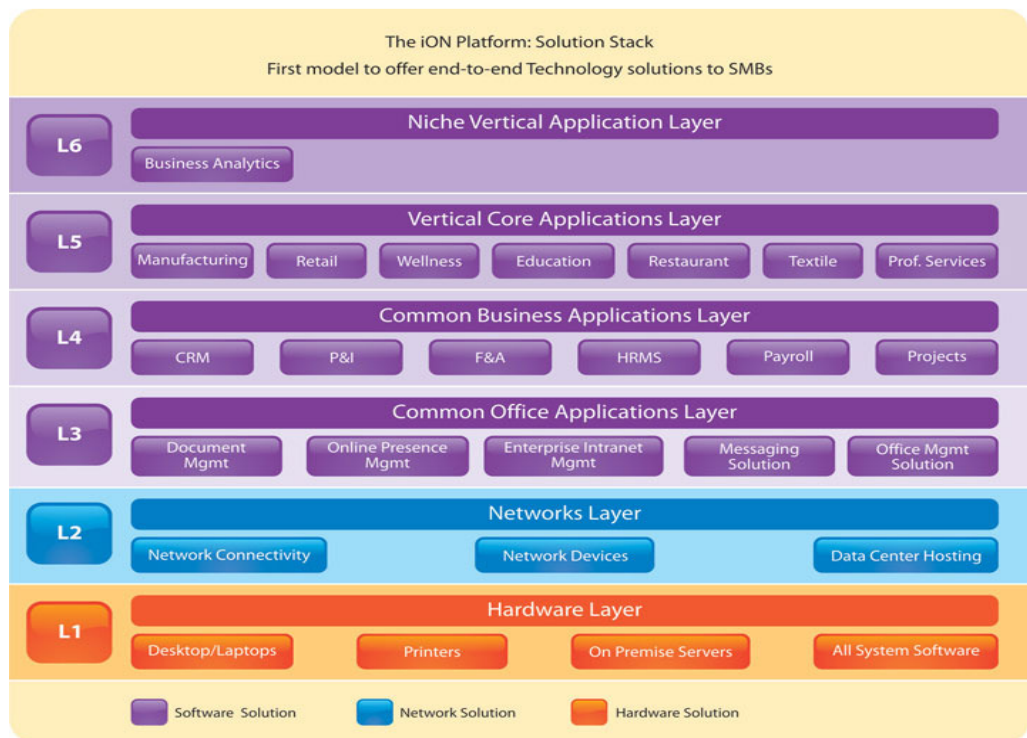 The iON Platform: Solution Stack
First model to offer end-to-end Technology solutions to SMBs
L6
Niche Vertical Application Layer
Business Analytics
L5
Vertical Core Applications Layer
Manufacturing Retail Wellness Education Restaurant Textile Prof. Services
L4
Common Business Applications Layer
CRM P&I F&A HRMS Payroll Projects
L3
Common Office Applications Layer
Document
Mgmt
Online Presence
Mgmt
Enterprise Intranet
Mgmt
Messaging
Solution
Office Mgmt
Solution
L2
Networks Layer
Network Connectivity Network Devices Data Center Hosting
L1
Hardware Layer
Desktop/Laptops Printers On Premise Servers All System Software
Software Solution Network Solution Hardware Solution